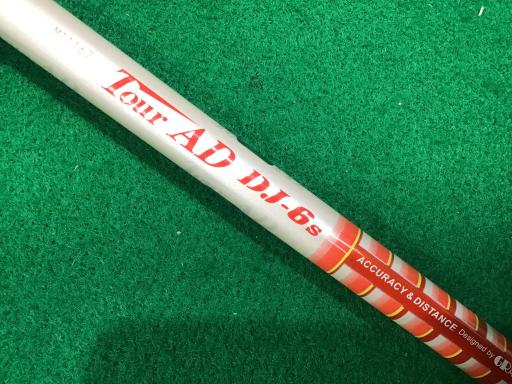 Tour AD DJ-6s
ACCURACY & DISTANCE Designed by